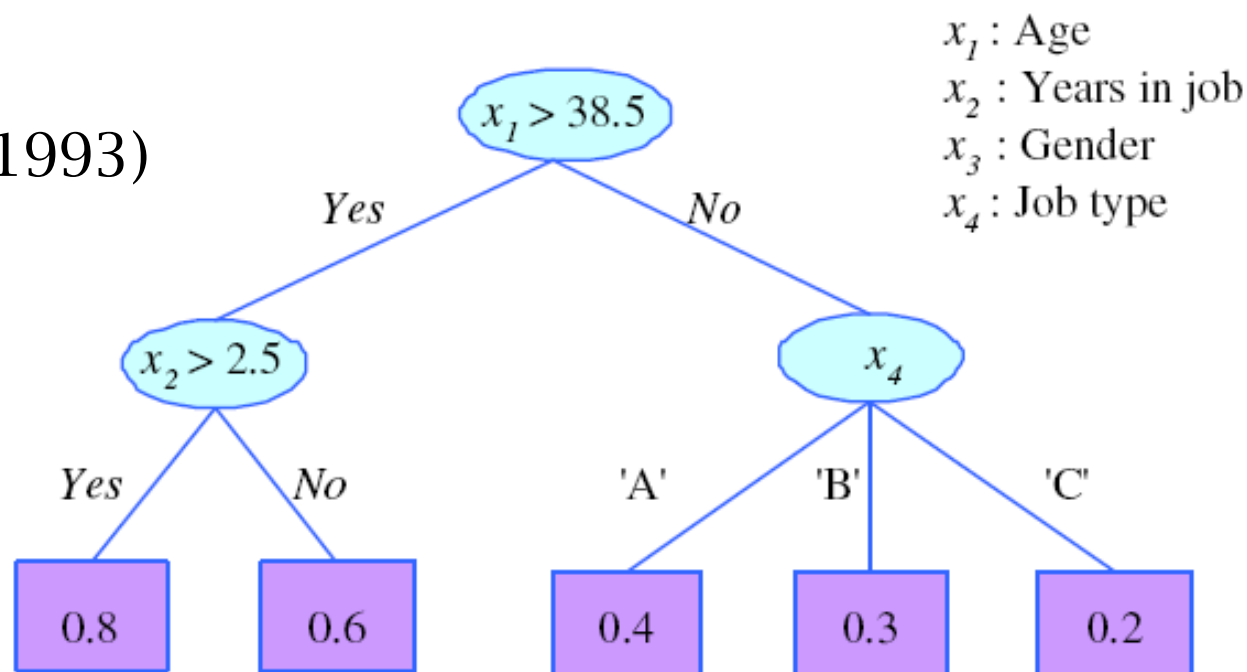 x1 : Age
x2 : Years in job
x3 : Gender
x4 : Job type
1993)
x1 > 38.5
Yes
No
x2 > 2.5
x4
Yes
No
'A'
'B'
'C'
0.8
0.6
0.4
0.3
0.2